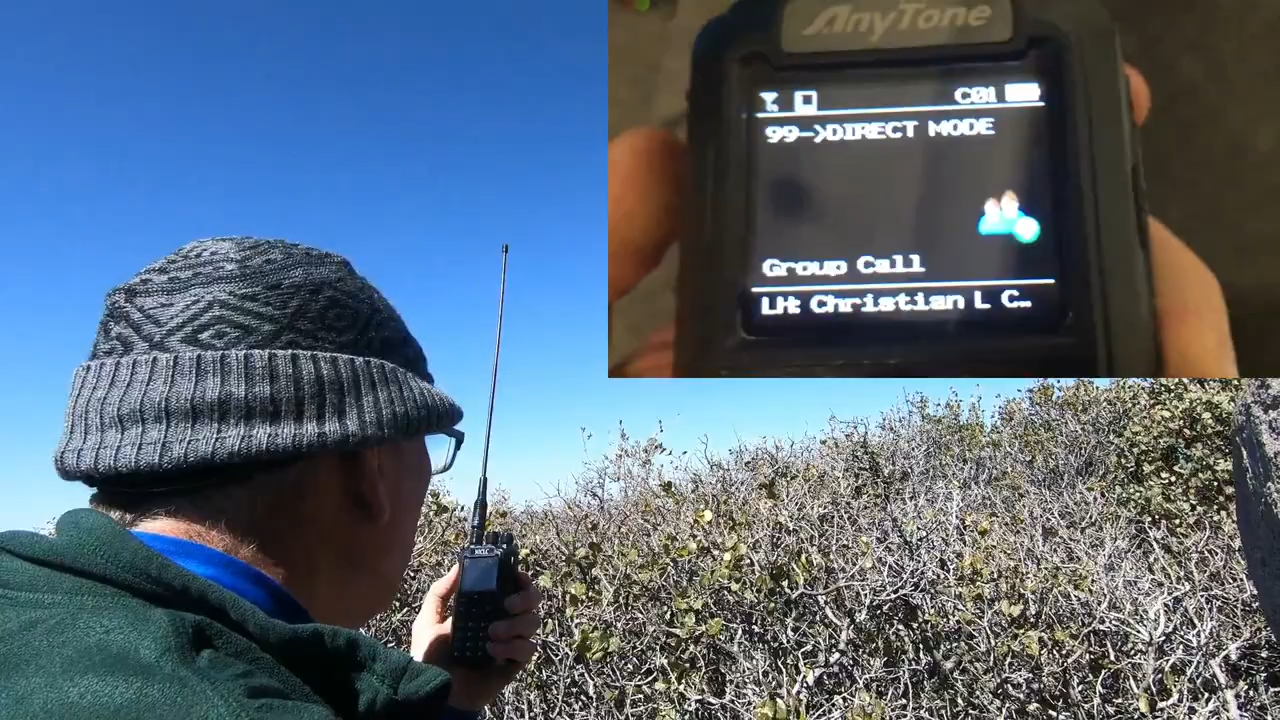 AnyTone
C01
99->DIRECT MODE
Group Call
LH: Christian L C..